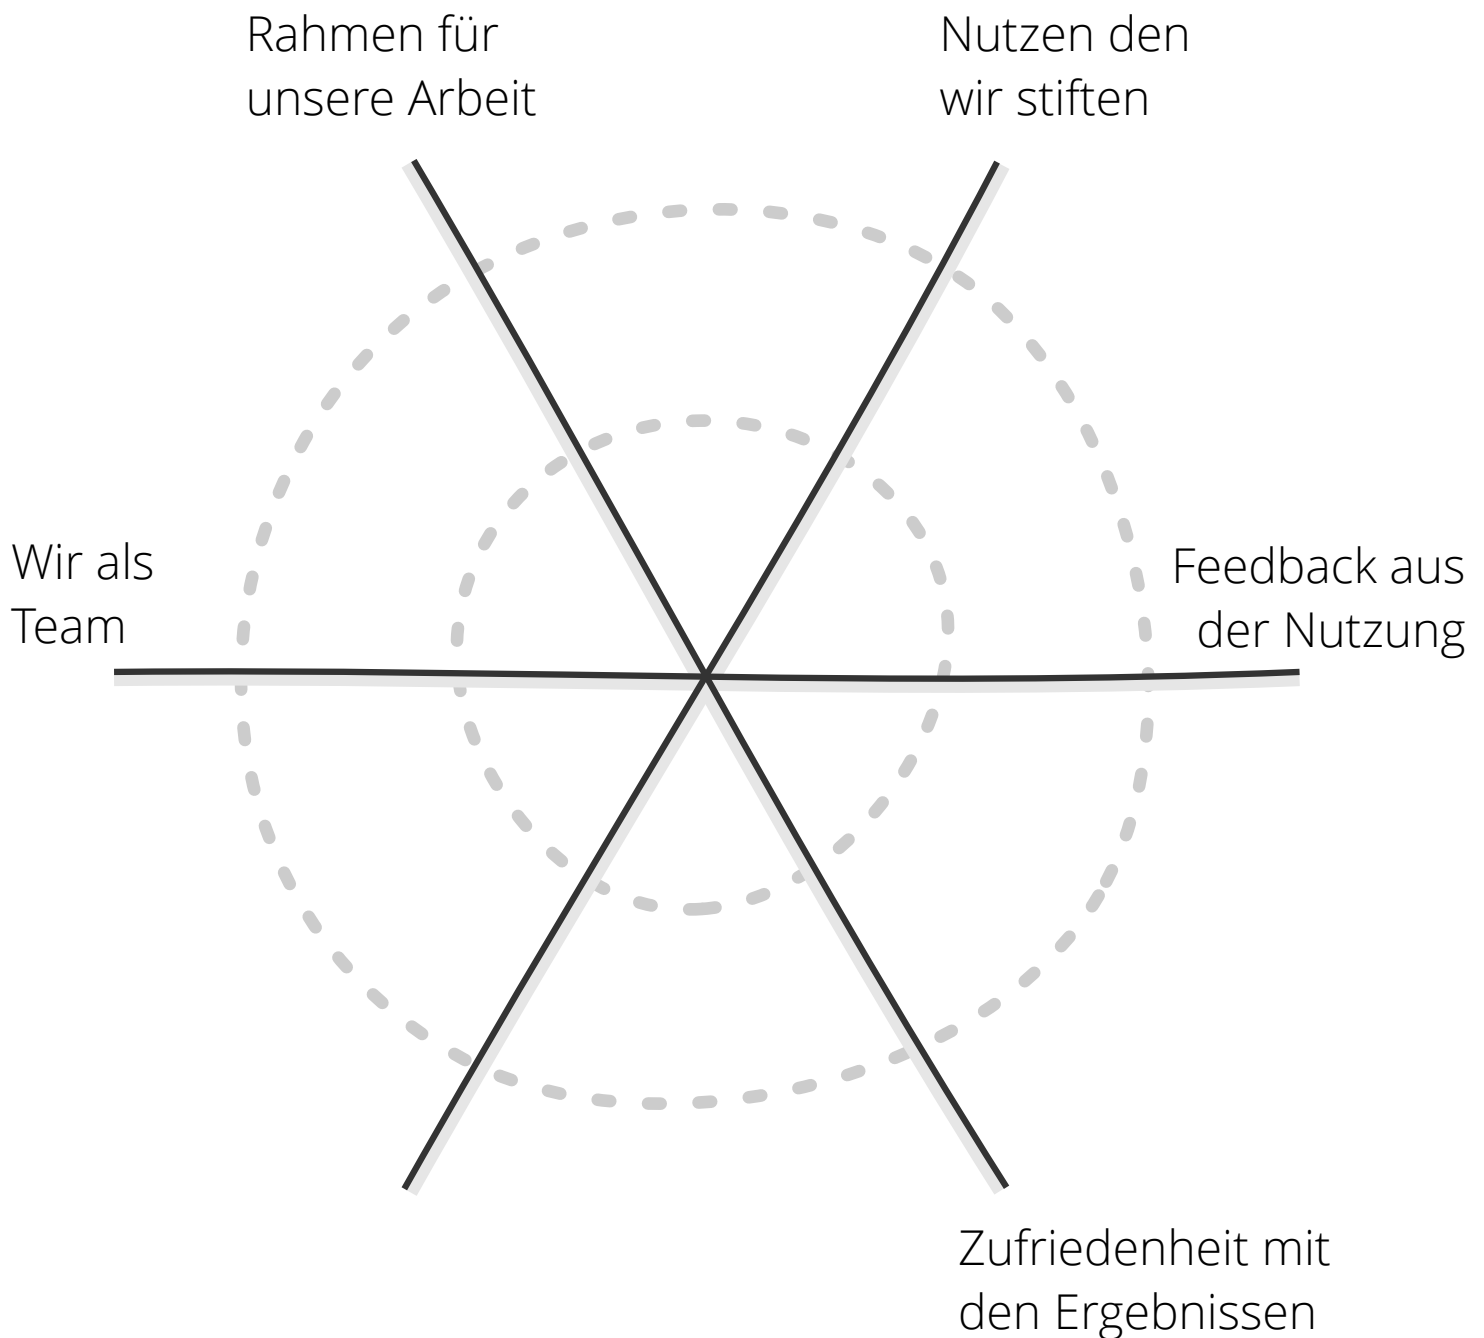 Rahmen für
unsere Arbeit
Nutzen den
wir stiften
Wir als
Team
Feedback aus
der Nutzung
Zufriedenheit mit
den Ergebnissen